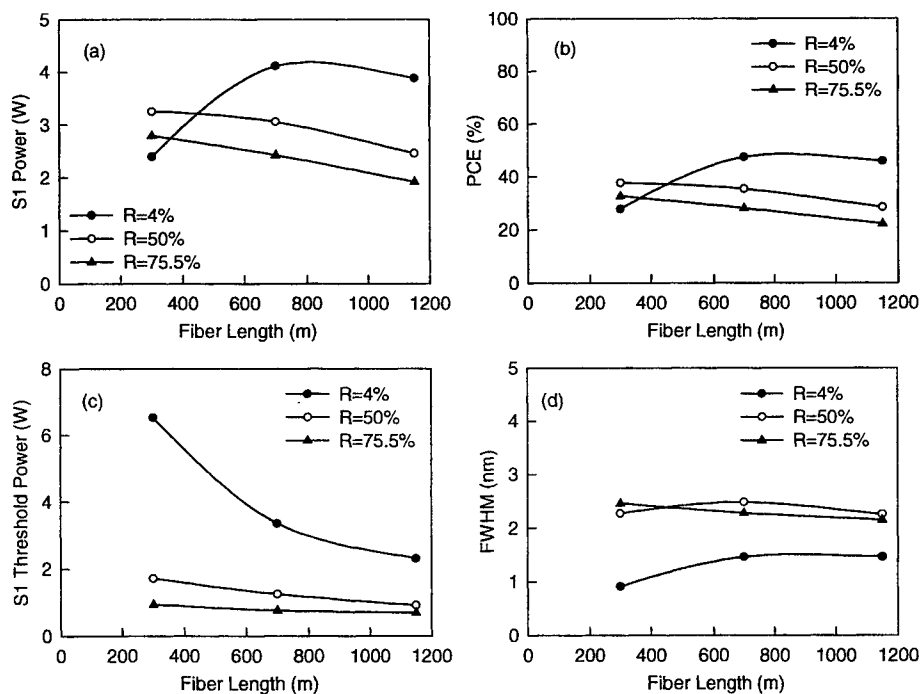 (a)
S1 Power (W)
5
4
3
2
1
0
R=4%
R=50%
R=75.5%
0 200 400 600 800 1000 1200
Fiber Length (m)
(b)
PCE (%)
100
80
60
40
20
0
R=4%
R=50%
R=75.5%
0 200 400 600 800 1000 1200
Fiber Length (m)
(c)
S1 Threshold Power (W)
8
6
4
2
0
R=4%
R=50%
R=75.5%
0 200 400 600 800 1000 1200
Fiber Length (m)
(d)
FWHM (nm)
5
4
3
2
1
0
R=4%
R=50%
R=75.5%
0 200 400 600 800 1000 1200
Fiber Length (m)